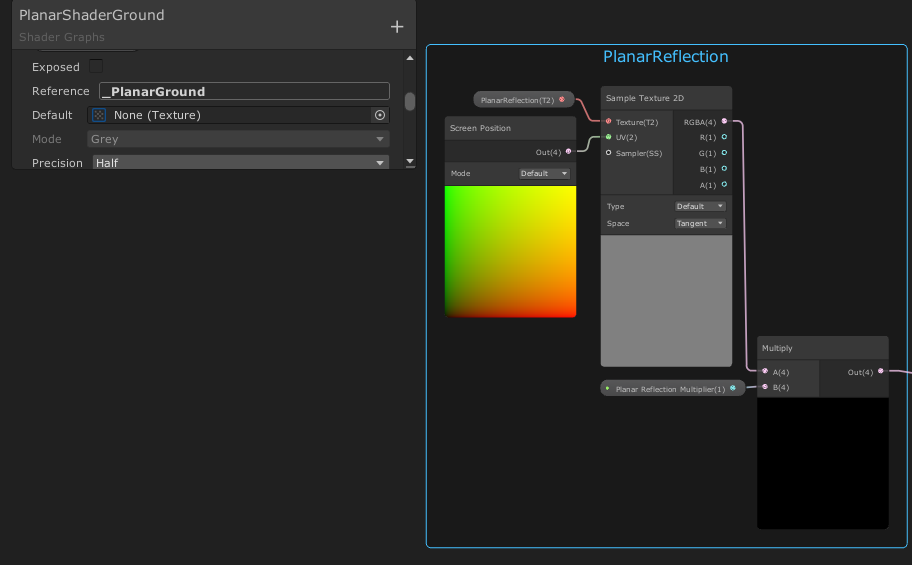 PlanarShaderGround
Shader Graphs
Exposed
Reference _PlanarGround
Default None (Texture)
Mode Grey
Precision Half
PlanarReflection
PlanarReflection(T2)
Screen Position
Out(4)
Mode Default
Sample Texture 2D
Texture(T2) RGBA(4)
UV(2) R(1)
Sampler(SS) G(1)
B(1)
A(1)
Type Default
Space Tangent
Planar Reflection Multiplier(1)
Multiply
A(4) Out(4)
B(4)